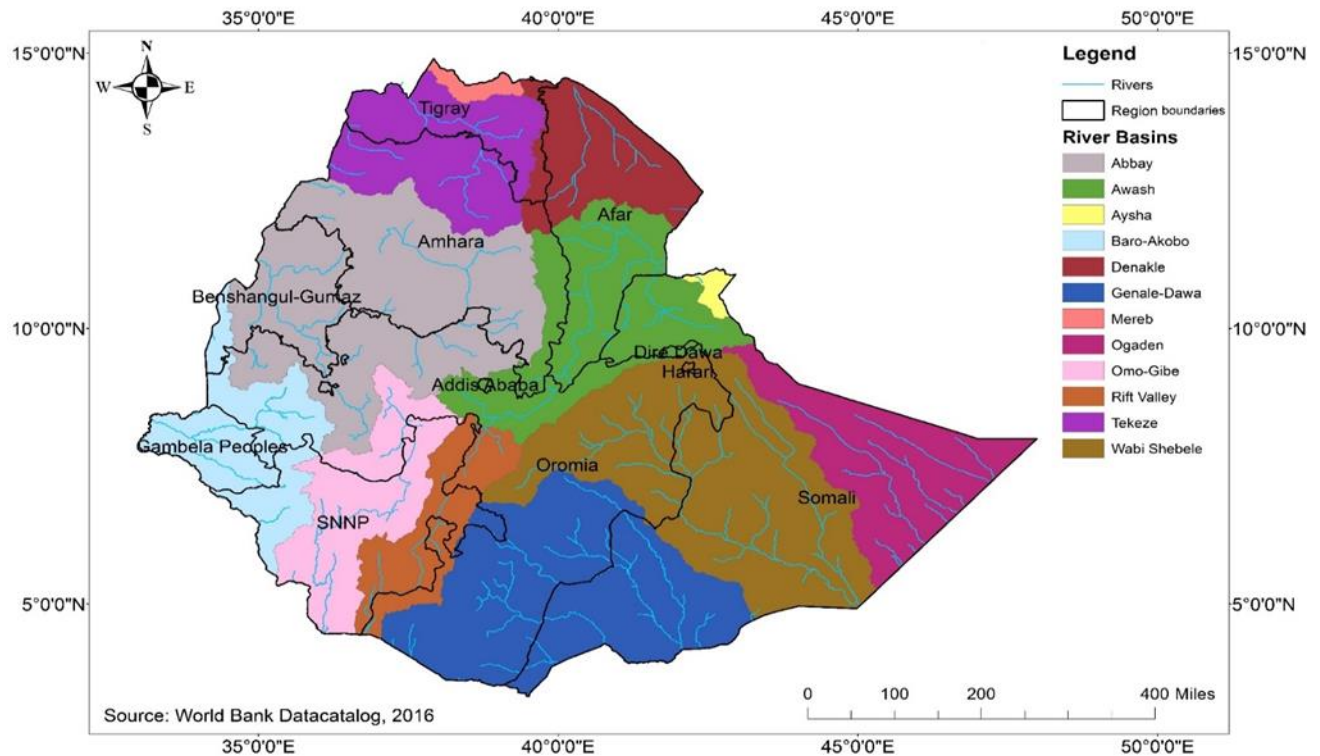 35°0'0"E 40°0'0"E 45°0'0"E 50°0'0"E
15°0'0"N 15°0'0"N
N
W E
S
Legend
Rivers
Region boundaries
River Basins
Abbay
Awash
Aysha
Baro-Akobo
Denakle
Genale-Dawa
Mereb
Ogaden
Omo-Gibe
Rift Valley
Tekeze
Wabi Shebele
Tigray
Afar
Amhara
Benshangul-Gumaz
10°0'0"N 10°0'0"N
Dire Dawa
Harari
Addis Ababa
Gambela Peoples
Oromia
Somali
SNNP
5°0'0"N 5°0'0"N
0 100 200 400 Miles
Source: World Bank Datacatalog, 2016
35°0'0"E 40°0'0"E 45°0'0"E 50°0'0"E